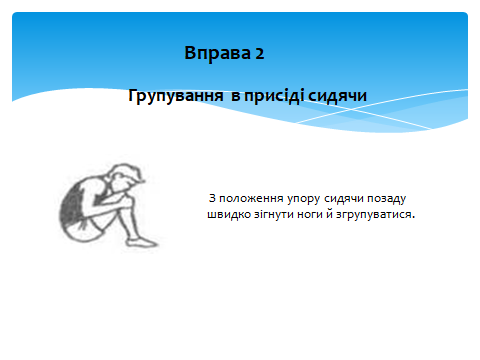 Вправа 2
Групування в присіді сидячи
З положення упору сидячи позаду
швидко зігнути ноги й згрупуватися.